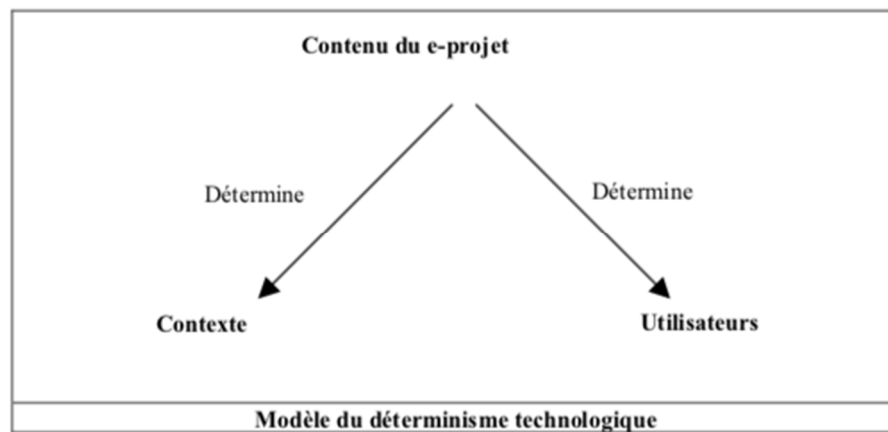 Contenu du e-projet
Détermine
Détermine
Contexte
Utilisateurs
Modèle du déterminisme technologique